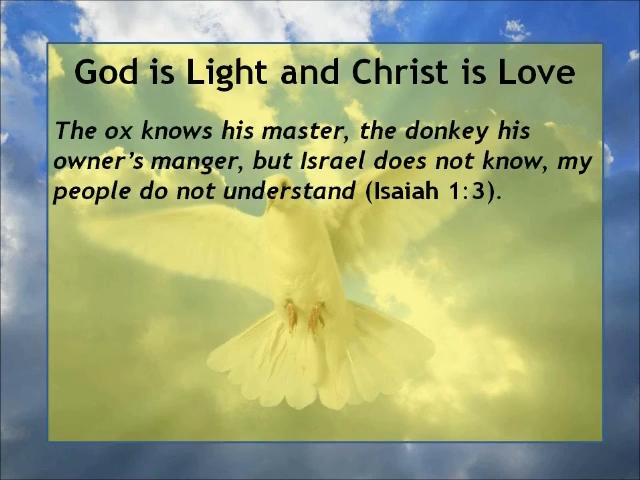 God is Light and Christ is Love
The ox knows his master, the donkey his
owner’s manger, but Israel does not know, my
people do not understand (Isaiah 1:3).